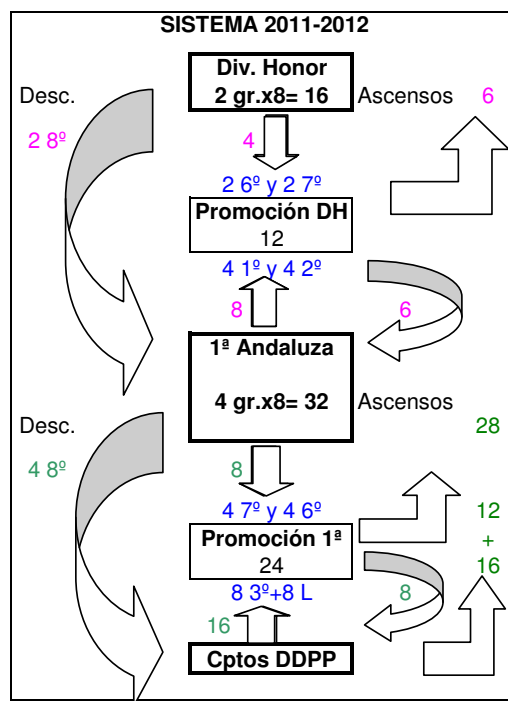 SISTEMA 2011-2012
Div. Honor
2 gr.x8= 16
Desc.
Ascensos 6
2 8º
4
2 6º y 2 7º
Promoción DH
12
4 1º y 4 2º
8
6
1ª Andaluza
4 gr.x8= 32
Ascensos
Desc.
28
4 8º
8
4 7º y 4 6º
12
Promoción 1ª
+
24
16
8 3º+8 L
8
16
Cptos DDPP